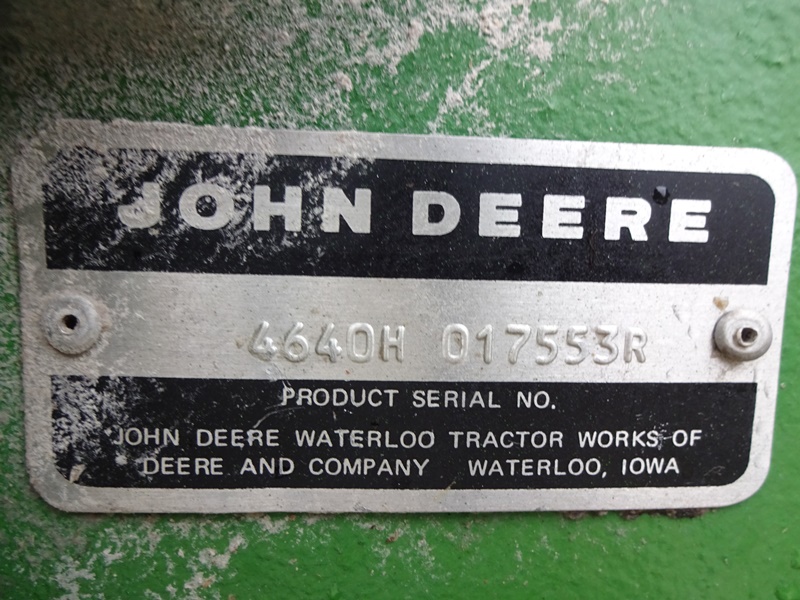 JOHN DEERE
4640H 017553R
PRODUCT SERIAL NO.
JOHN DEERE WATERLOO TRACTOR WORKS OF
DEERE AND COMPANY WATERLOO, IOWA